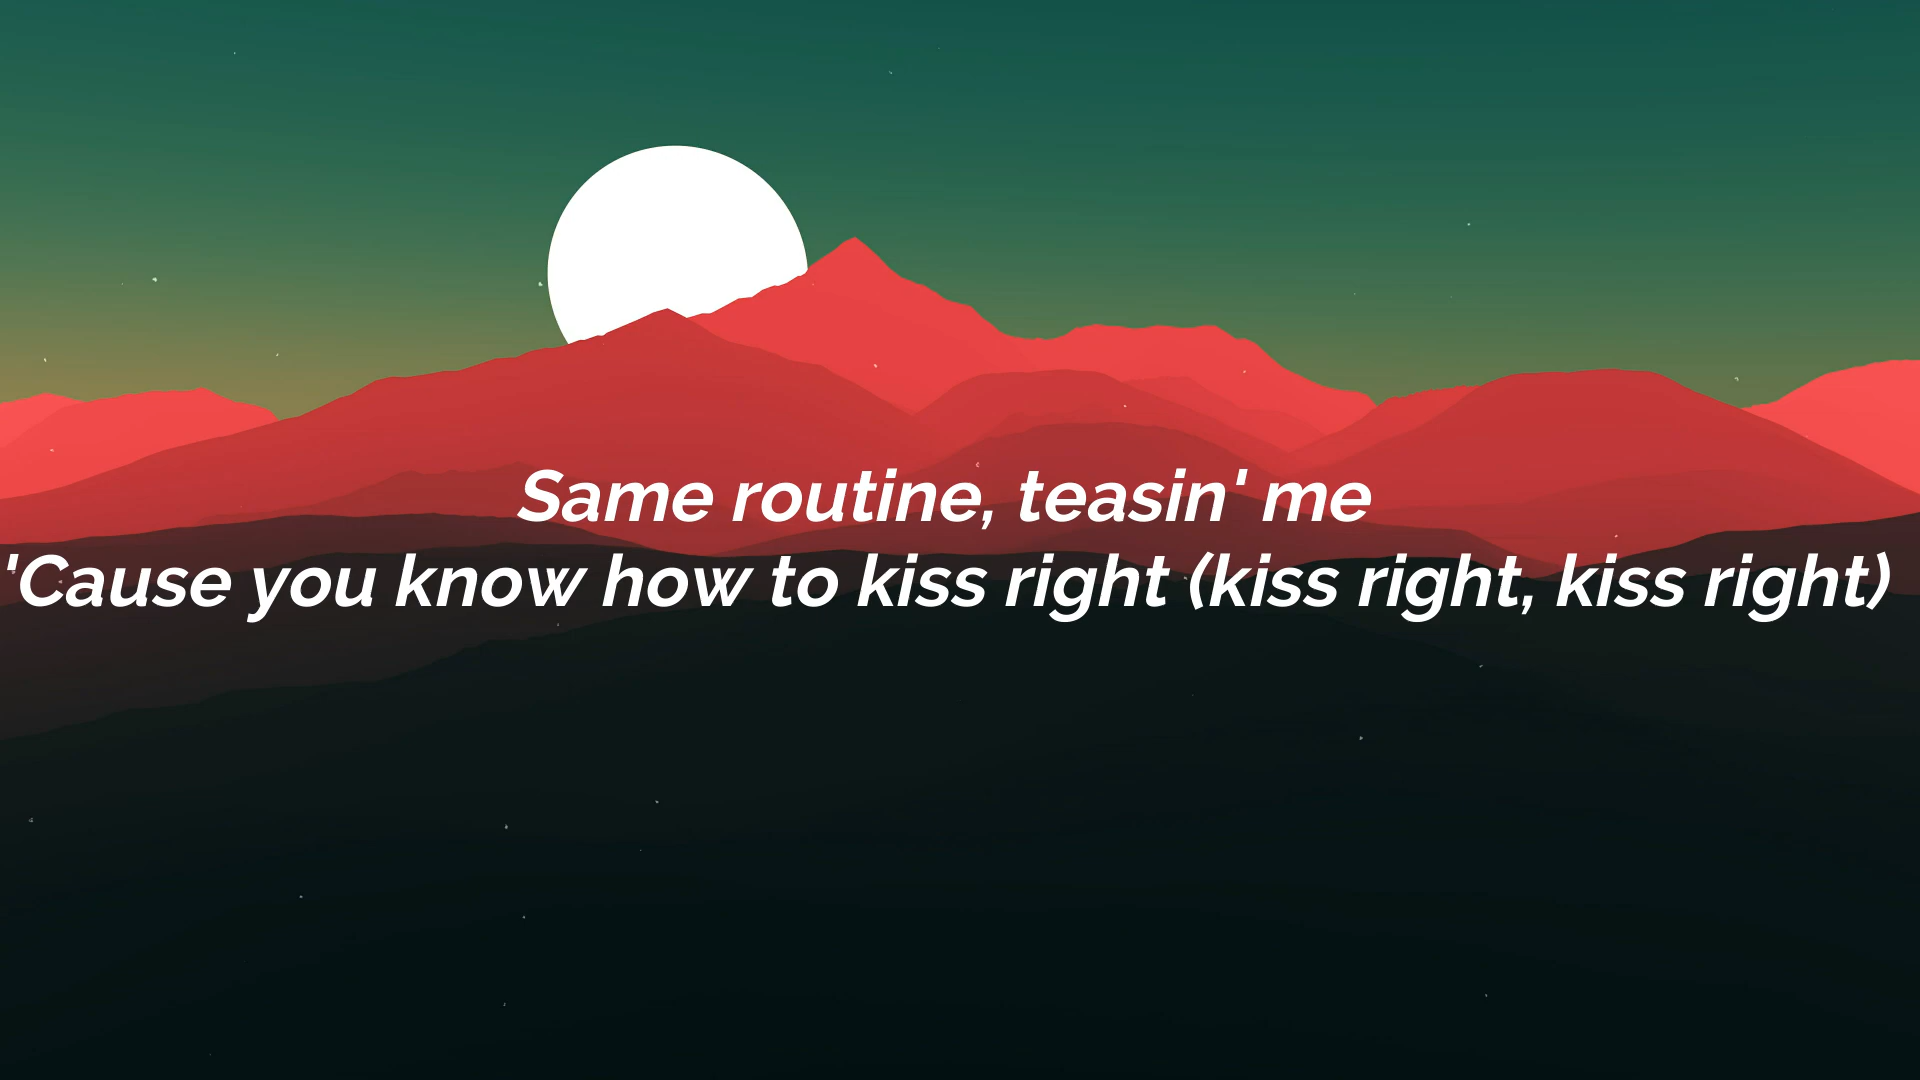 Same routine, teasin' me
'Cause you know how to kiss right (kiss right, kiss right)